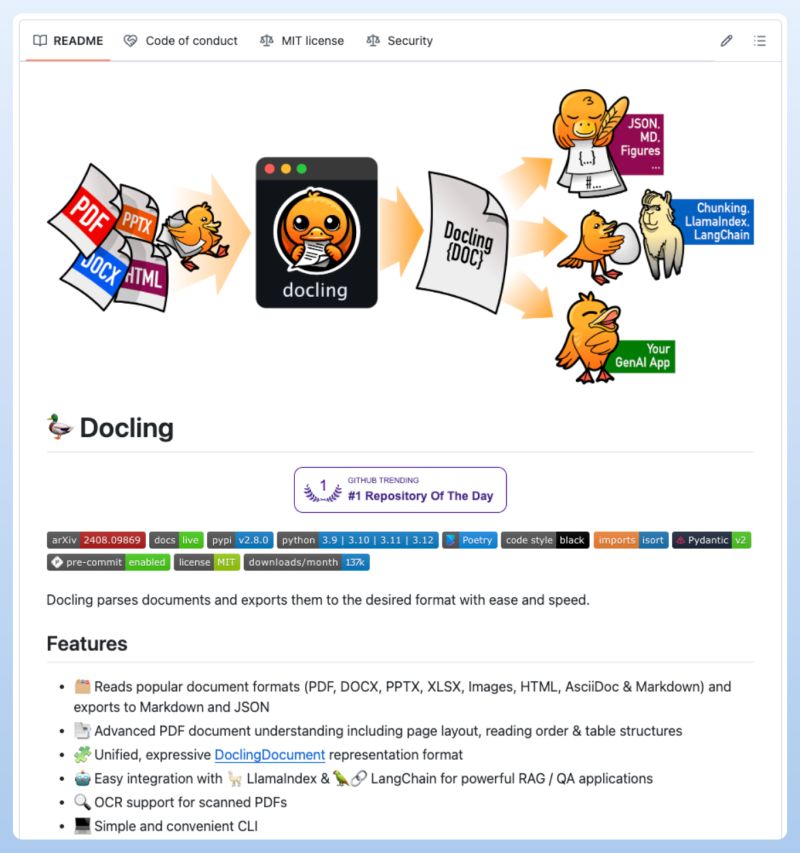 README
Code of conduct
MIT license
Security
PDF
PPTX
DOCX
HTML
docling
Docling
{DOC}
{...}
#...
JSON,
MD,
Figures
...
Chunking,
LlamaIndex,
LangChain
Your
GenAI App
Docling
1
GITHUB TRENDING
#1 Repository Of The Day
arXiv 2408.09869 docs live pypi v2.8.0 python 3.9 | 3.10 | 3.11 | 3.12 Poetry code style black imports isort Pydantic v2
pre-commit enabled license MIT downloads/month 137k
Docling parses documents and exports them to the desired format with ease and speed.
Features
• 🗂️ Reads popular document formats (PDF, DOCX, PPTX, XLSX, Images, HTML, AsciiDoc & Markdown) and
exports to Markdown and JSON
• 📑 Advanced PDF document understanding including page layout, reading order & table structures
• 🧩 Unified, expressive DoclingDocument representation format
• 🤖 Easy integration with 🦙 LlamaIndex & 🦜🔗 LangChain for powerful RAG / QA applications
• 🔍 OCR support for scanned PDFs
• 💻 Simple and convenient CLI